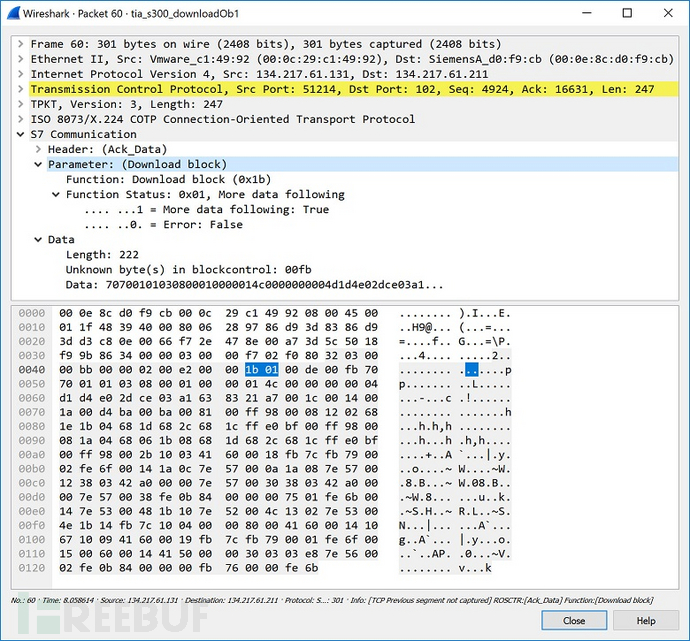 Wireshark · Packet 60 · tia_s300_downloadOb1
Frame 60: 301 bytes on wire (2408 bits), 301 bytes captured (2408 bits)
Ethernet II, Src: Vmware_c1:49:92 (00:0c:29:c1:49:92), Dst: SiemensA_d0:f9:cb (00:0e:8c:d0:f9:cb)
Internet Protocol Version 4, Src: 134.217.61.131, Dst: 134.217.61.211
Transmission Control Protocol, Src Port: 51214, Dst Port: 102, Seq: 4924, Ack: 16631, Len: 247
TPKT, Version: 3, Length: 247
ISO 8073/X.224 COTP Connection-Oriented Transport Protocol
S7 Communication
Header: (Ack_Data)
Parameter: (Download block)
Function: Download block (0x1b)
Function Status: 0x01, More data following
.... ...1 = More data following: True
.... ..0. = Error: False
Data
Length: 222
Unknown byte(s) in blockcontrol: 00fb
Data: 70700101030800010000014c0000000004d1d4e02dce03a1...
0000 00 0e 8c d0 f9 cb 00 0c 29 c1 49 92 08 00 45 00 ........ ).I...E.
0010 01 1f 48 39 40 00 80 06 28 97 86 d9 3d 83 86 d9 ..H9@... (...=...
0020 3d d3 c8 0e 00 66 f7 2e 47 8e 00 a7 3d 5c 50 18 =....f.. G...=\P.
0030 f9 9b 86 34 00 00 03 00 00 f7 02 f0 80 32 03 00 ...4.... .....2..
0040 00 bb 00 00 02 00 e2 00 00 1b 01 00 de 00 fb 70 ........ .......p
0050 70 01 01 03 08 00 01 00 00 01 4c 00 00 00 00 04 p....... ..L.....
0060 d1 d4 e0 2d ce 03 a1 63 83 21 a7 00 1c 00 14 00 ...-...c .!......
0070 1a 00 d4 ba 00 ba 00 81 00 ff 98 00 08 12 02 68 ........ .......h
0080 1e 1b 04 68 1d 68 2c 68 1c ff e0 bf 00 ff 98 00 ...h.h,h ........
0090 08 1a 04 68 06 1b 08 68 1d 68 2c 68 1c ff e0 bf ...h...h .h,h....
00a0 00 ff 98 00 2b 10 03 41 60 00 18 fb 7c fb 79 00 ....+..A `...|.y.
00b0 02 fe 6f 00 14 1a 0c 7e 57 00 0a 1a 08 7e 57 00 ..o....~ W....~W.
00c0 12 38 03 42 a0 00 00 7e 57 00 30 38 03 42 a0 00 .8.B...~ W.08.B..
00d0 00 7e 57 00 38 fe 0b 84 00 00 00 75 01 fe 6b 00 .~W.8... ...u..k.
00e0 14 7e 53 00 48 1b 10 7e 52 00 4c 13 02 7e 53 00 .~S.H..~ R.L..~S.
00f0 4e 1b 14 fb 7c 10 04 00 00 80 00 41 60 00 14 10 N...|... ...A`...
0100 67 10 09 41 60 00 19 fb 7c fb 79 00 01 fe 6f 00 g..A`... |.y...o.
0110 15 00 60 00 14 41 50 00 00 30 03 03 e8 7e 56 00 ..`..AP. .0...~V.
0120 02 fe 0b 84 00 00 00 fb 76 00 00 fe 6b ........ v...k
No.: 60 · Time: 8.058614 · Source: 134.217.61.131 · Destination: 134.217.61.211 · Protocol: S...: 301 · Info: [TCP Previous segment not captured] ROSCTR:[Ack_Data] Function:[Download block]
Close
Help
FREEBUF